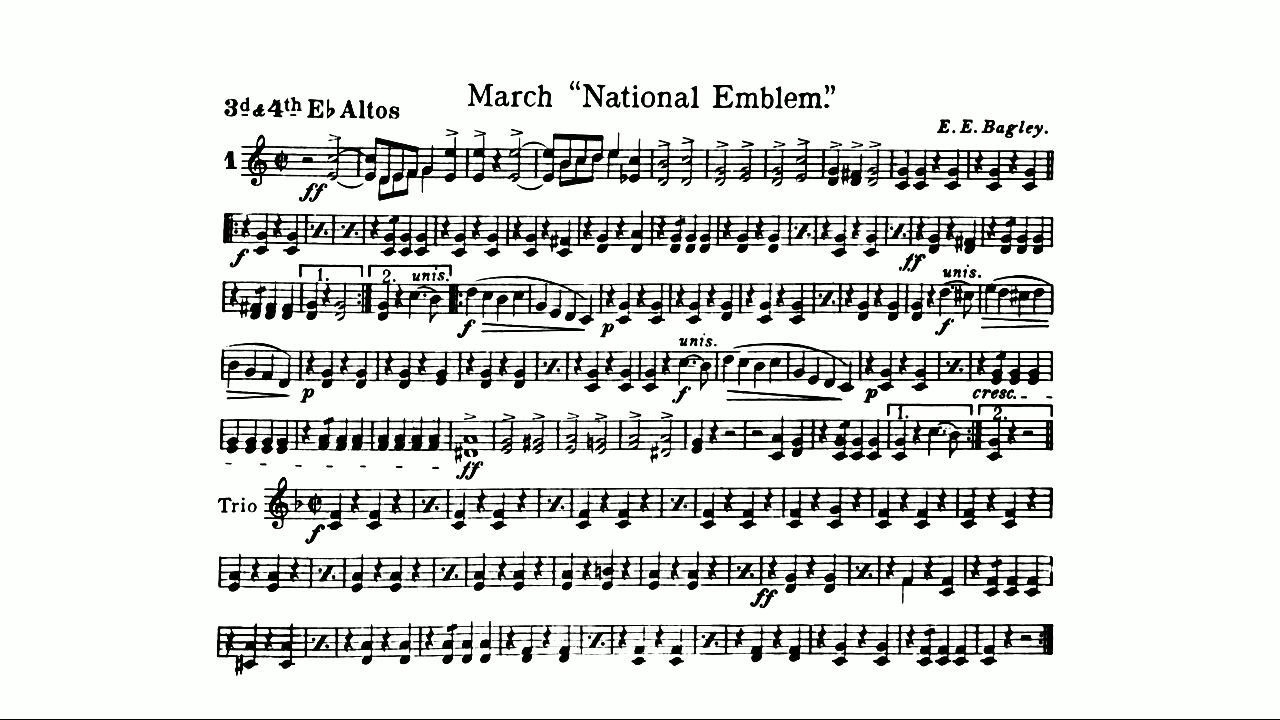 March “National Emblem.”
3d & 4th E♭ Altos
E. E. Bagley.
1
ff
f
ff
1. 2. unis. unis.
f p f
unis.
p f p cresc.
1. 2.
ff
Trio
f
ff